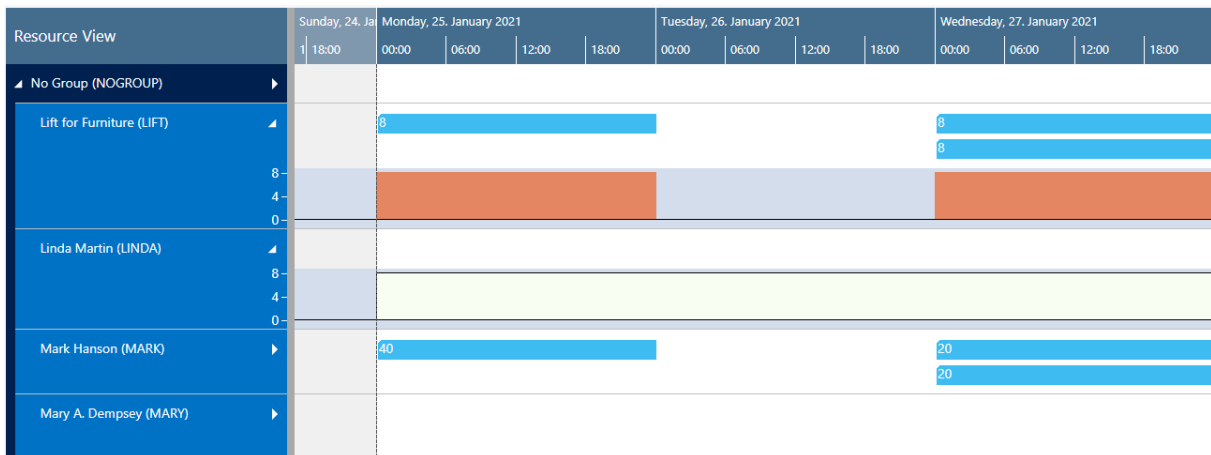 Resource View
Sunday, 24. Ja Monday, 25. January 2021 Tuesday, 26. January 2021 Wednesday, 27. January 2021
1 18:00 00:00 06:00 12:00 18:00 00:00 06:00 12:00 18:00 00:00 06:00 12:00 18:00
No Group (NOGROUP)
Lift for Furniture (LIFT) 8 8
8
8
4
0
Linda Martin (LINDA)
8
4
0
Mark Hanson (MARK) 40 20
20
Mary A. Dempsey (MARY)